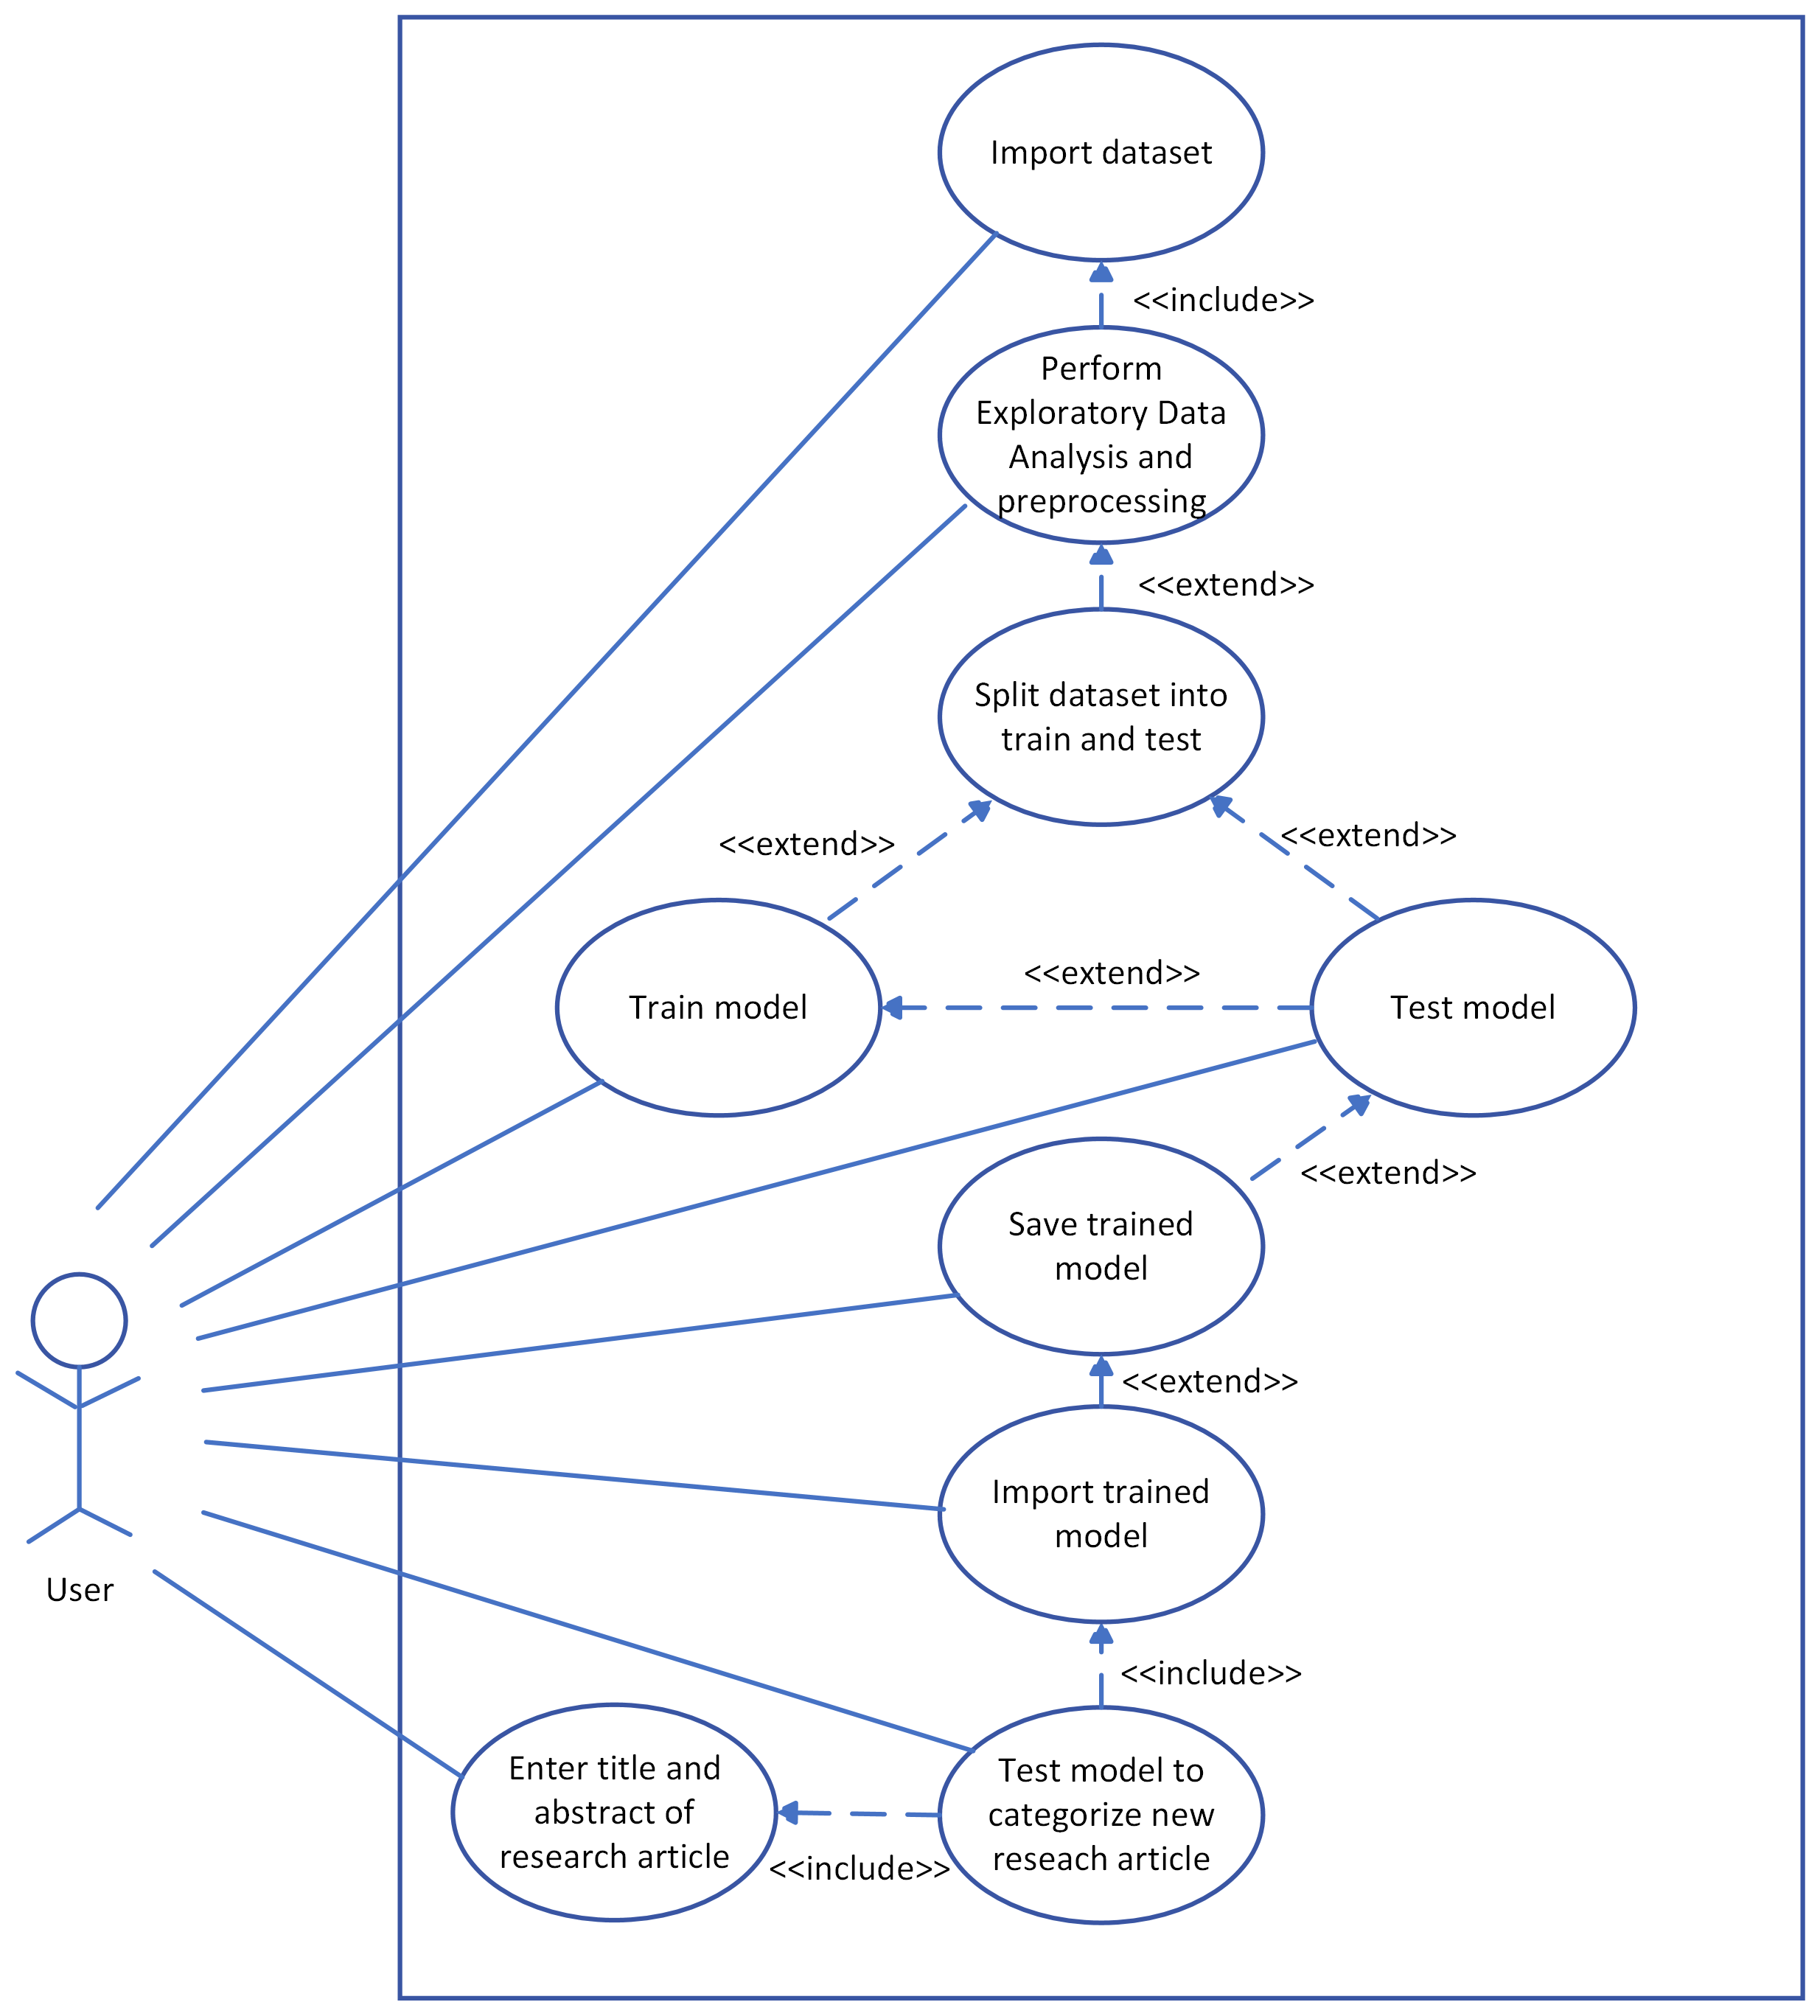 Import dataset
<<include>>
Perform
Exploratory Data
Analysis and
preprocessing
<<extend>>
Split dataset into
train and test
<<extend>>
<<extend>>
<<extend>>
Train model
Test model
<<extend>>
Save trained
model
<<extend>>
Import trained
model
User
<<include>>
Enter title and
abstract of
research article
<<include>>
Test model to
categorize new
reseach article